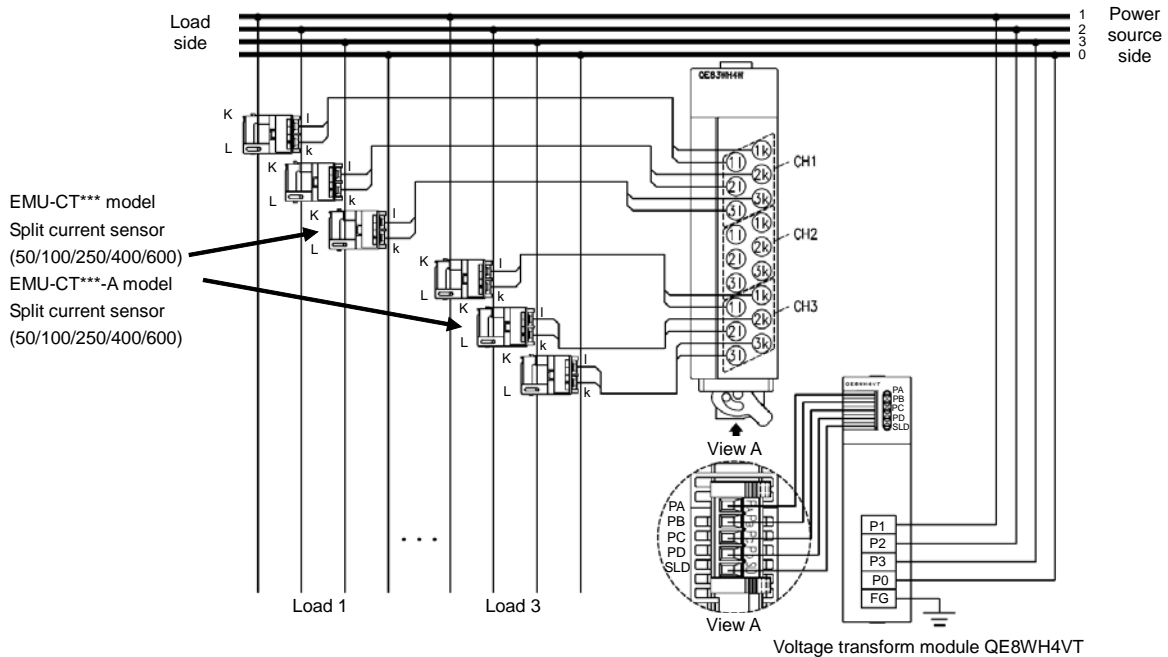 Load
side
1
2
3
0
Power
source
side
QE83WH4W
K
L
l
k
K
L
l
k
K
L
l
k
EMU-CT*** model
Split current sensor
(50/100/250/400/600)
EMU-CT***-A model
Split current sensor
(50/100/250/400/600)
K
L
l
k
K
L
l
k
K
L
l
k
1k
1l
2k
2l
3k
3l
CH1
1k
1l
2k
2l
3k
3l
CH2
1k
1l
2k
2l
3k
3l
CH3
View A
QE8WH4VT
PA
PB
PC
PD
SLD
PA
PB
PC
PD
SLD
View A
P1
P2
P3
P0
FG
. . .
Load 1
Load 3
Voltage transform module QE8WH4VT